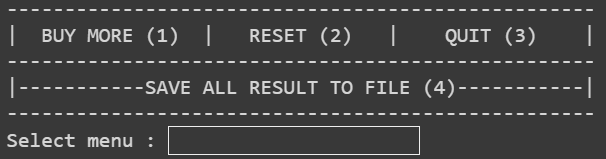 ----------------------------------------------------
|  BUY MORE (1)  |   RESET (2)   |    QUIT (3)    |
----------------------------------------------------
|-----------SAVE ALL RESULT TO FILE (4)-----------|
----------------------------------------------------
Select menu :